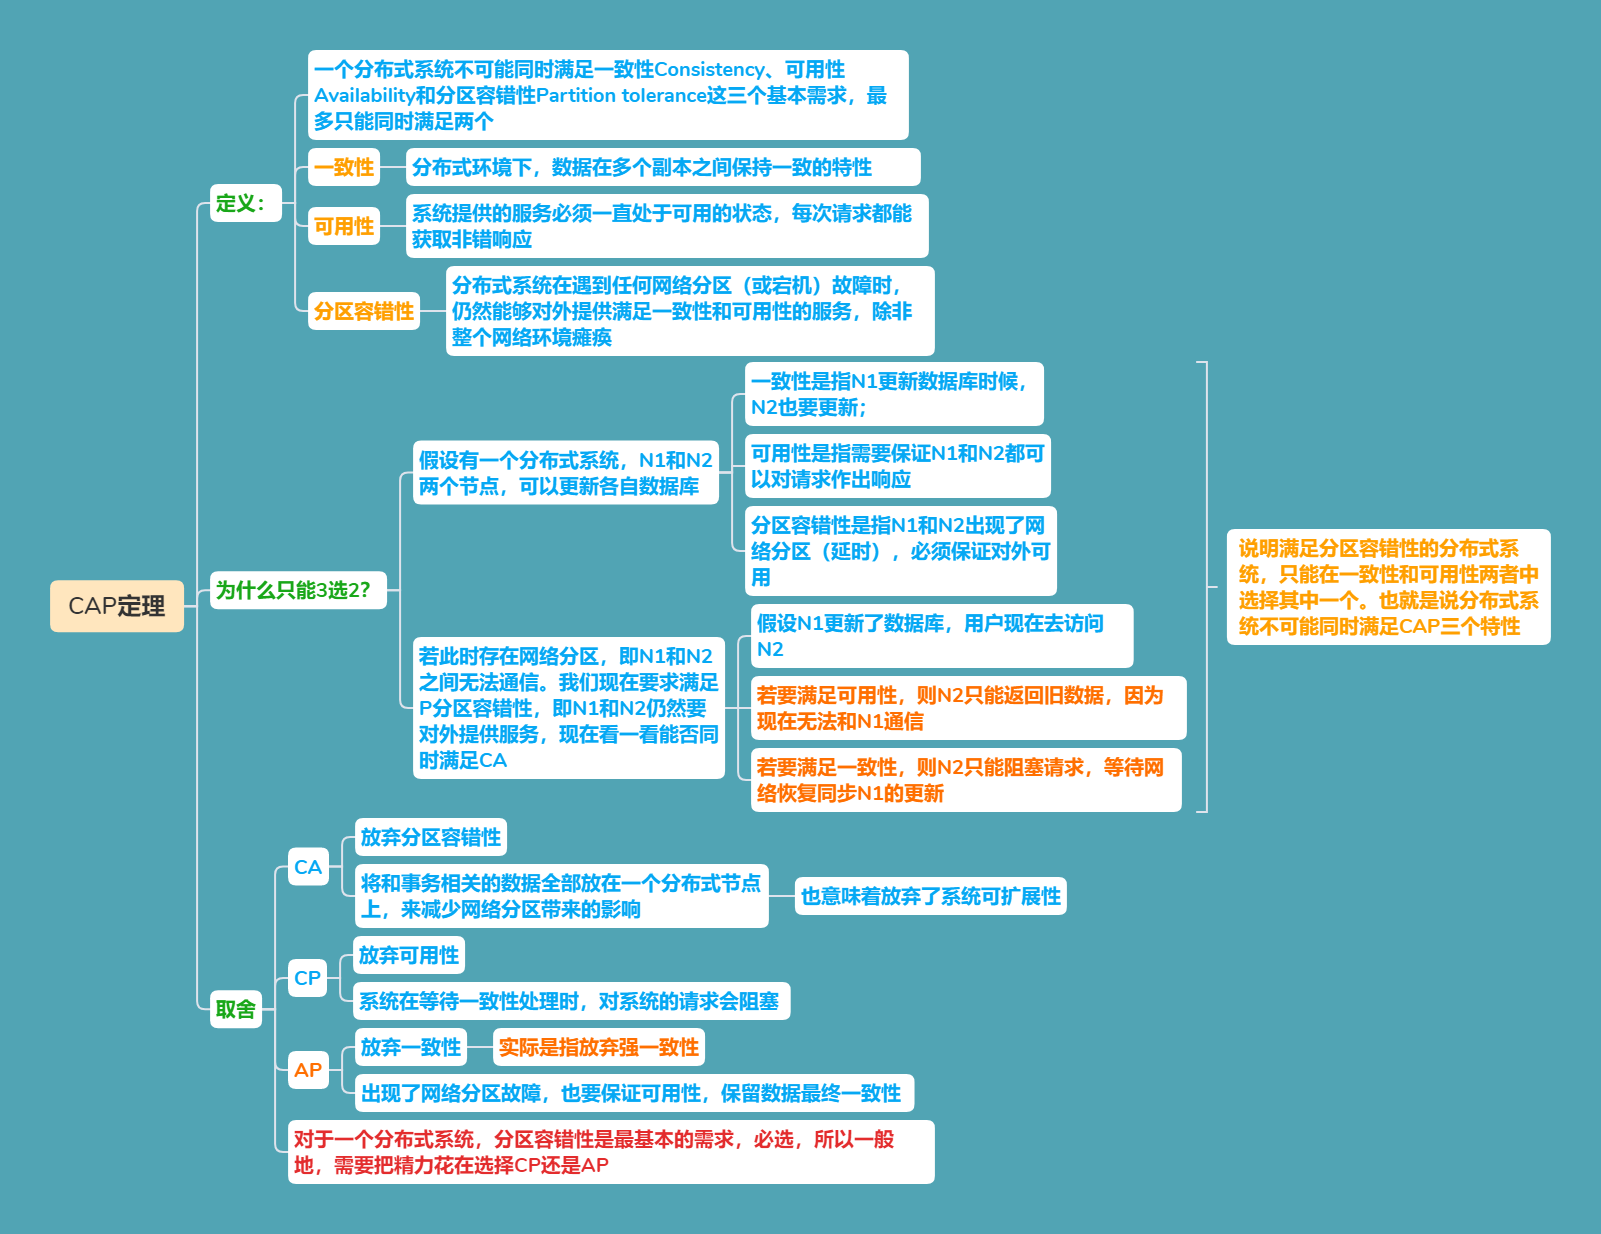 CAP定理
定义：
一个分布式系统不可能同时满足一致性Consistency、可用性
Availability和分区容错性Partition tolerance这三个基本需求，最
多只能同时满足两个
一致性
分布式环境下，数据在多个副本之间保持一致的特性
可用性
系统提供的服务必须一直处于可用的状态，每次请求都能
获取非错响应
分区容错性
分布式系统在遇到任何网络分区（或宕机）故障时，
仍然能够对外提供满足一致性和可用性的服务，除非
整个网络环境瘫痪
为什么只能3选2？
假设有一个分布式系统，N1和N2
两个节点，可以更新各自数据库
一致性是指N1更新数据库时候，
N2也要更新；
可用性是指需要保证N1和N2都可
以对请求作出响应
分区容错性是指N1和N2出现了网
络分区（延时），必须保证对外可
用
若此时存在网络分区，即N1和N2
之间无法通信。我们现在要求满足
P分区容错性，即N1和N2仍然要
对外提供服务，现在看一看能否同
时满足CA
假设N1更新了数据库，用户现在去访问
N2
若要满足可用性，则N2只能返回旧数据，因为
现在无法和N1通信
若要满足一致性，则N2只能阻塞请求，等待网
络恢复同步N1的更新
说明满足分区容错性的分布式系
统，只能在一致性和可用性两者中
选择其中一个。也就是说分布式系
统不可能同时满足CAP三个特性
取舍
CA
放弃分区容错性
将和事务相关的数据全部放在一个分布式节点
上，来减少网络分区带来的影响
也意味着放弃了系统可扩展性
CP
放弃可用性
系统在等待一致性处理时，对系统的请求会阻塞
AP
放弃一致性
实际是指放弃强一致性
出现了网络分区故障，也要保证可用性，保留数据最终一致性
对于一个分布式系统，分区容错性是最基本的需求，必选，所以一般
地，需要把精力花在选择CP还是AP